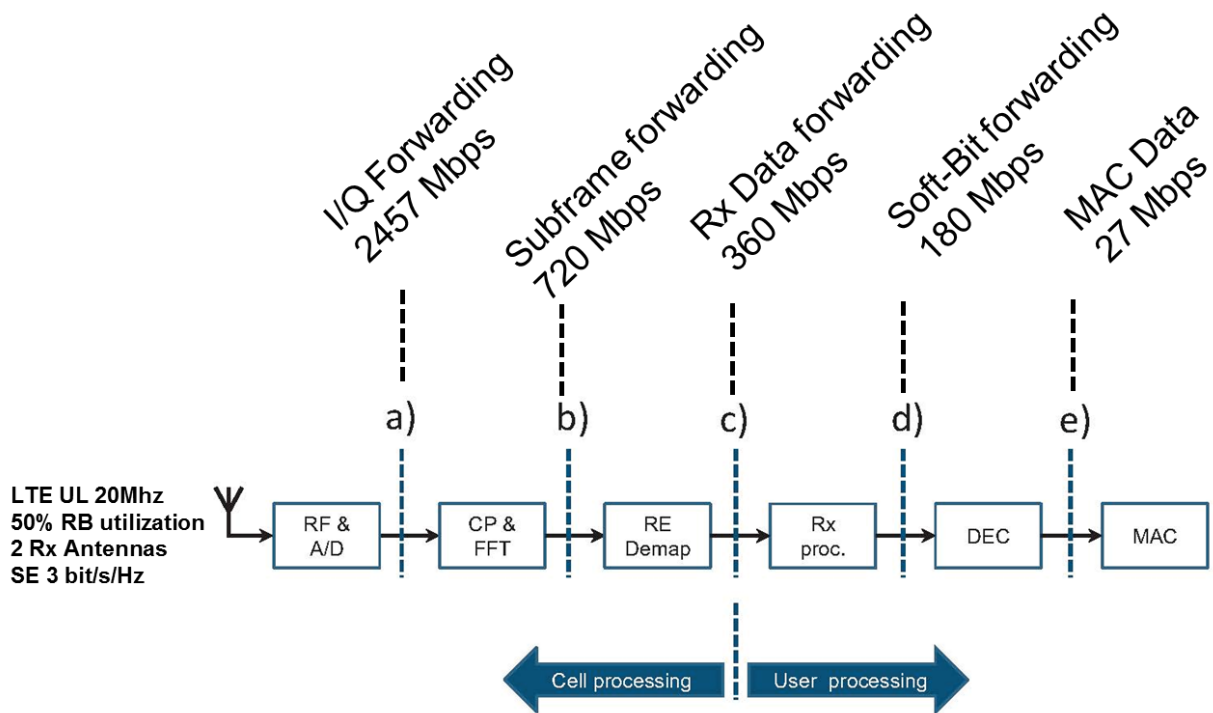 I/Q Forwarding
2457 Mbps
Subframe forwarding
720 Mbps
Rx Data forwarding
360 Mbps
Soft-Bit forwarding
180 Mbps
MAC Data
27 Mbps
a)
b)
c)
d)
e)
LTE UL 20Mhz
50% RB utilization
2 Rx Antennas
SE 3 bit/s/Hz
RF &
A/D
CP &
FFT
RE
Demap
Rx
proc.
DEC
MAC
Cell processing
User processing